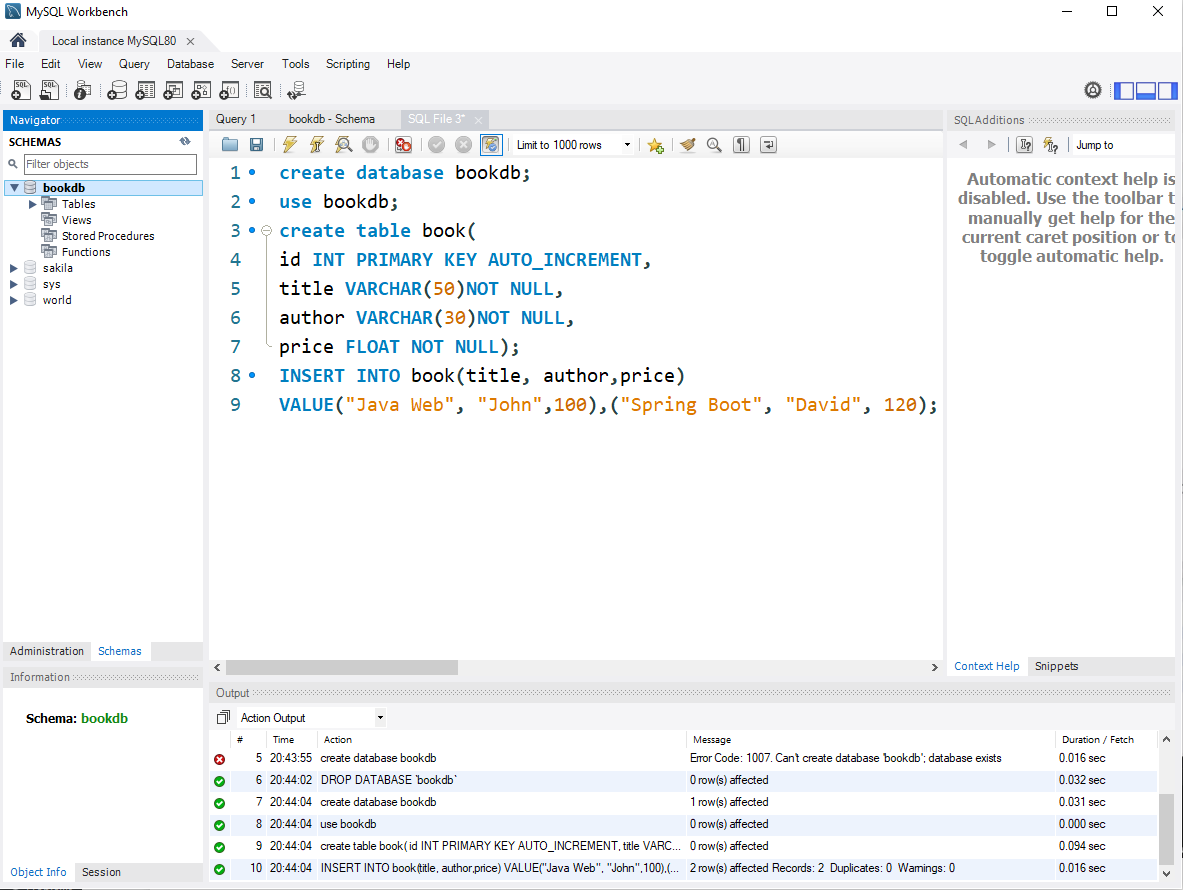 MySQL Workbench
Local instance MySQL80
File Edit View Query Database Server Tools Scripting Help
Navigator
SCHEMAS
Filter objects
bookdb
Tables
Views
Stored Procedures
Functions
sakila
sys
world
Administration Schemas
Information
Schema: bookdb
Object Info Session
Query 1 bookdb - Schema SQL File 3*
Limit to 1000 rows
1 create database bookdb;
2 use bookdb;
3 create table book(
4 id INT PRIMARY KEY AUTO_INCREMENT,
5 title VARCHAR(50)NOT NULL,
6 author VARCHAR(30)NOT NULL,
7 price FLOAT NOT NULL);
8 INSERT INTO book(title, author,price)
9 VALUE("Java Web", "John",100),("Spring Boot", "David", 120);
SQLAdditions
Jump to
Automatic context help is
disabled. Use the toolbar t
manually get help for the
current caret position or to
toggle automatic help.
Context Help Snippets
Output
Action Output
# Time Action Message Duration / Fetch
5 20:43:55 create database bookdb Error Code: 1007. Can't create database 'bookdb'; database exists 0.016 sec
6 20:44:02 DROP DATABASE `bookdb` 0 row(s) affected 0.032 sec
7 20:44:04 create database bookdb 1 row(s) affected 0.031 sec
8 20:44:04 use bookdb 0 row(s) affected 0.000 sec
9 20:44:04 create table book( id INT PRIMARY KEY AUTO_INCREMENT, title VARC... 0 row(s) affected 0.094 sec
10 20:44:04 INSERT INTO book(title, author,price) VALUE("Java Web", "John",100),(... 2 row(s) affected Records: 2 Duplicates: 0 Warnings: 0 0.016 sec